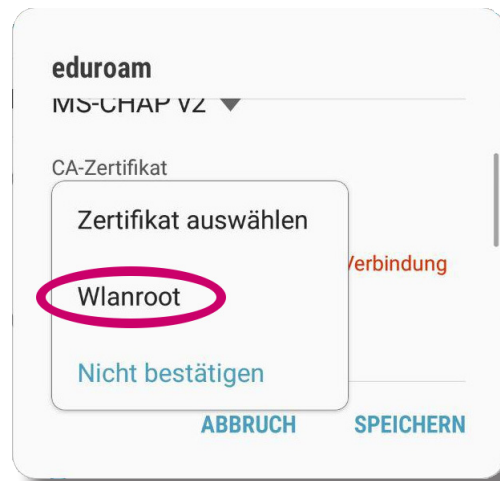 eduroam
MS-CHAP V2
CA-Zertifikat
Zertifikat auswählen
Verbindung
Wlanroot
Nicht bestätigen
ABBRUCH SPEICHERN